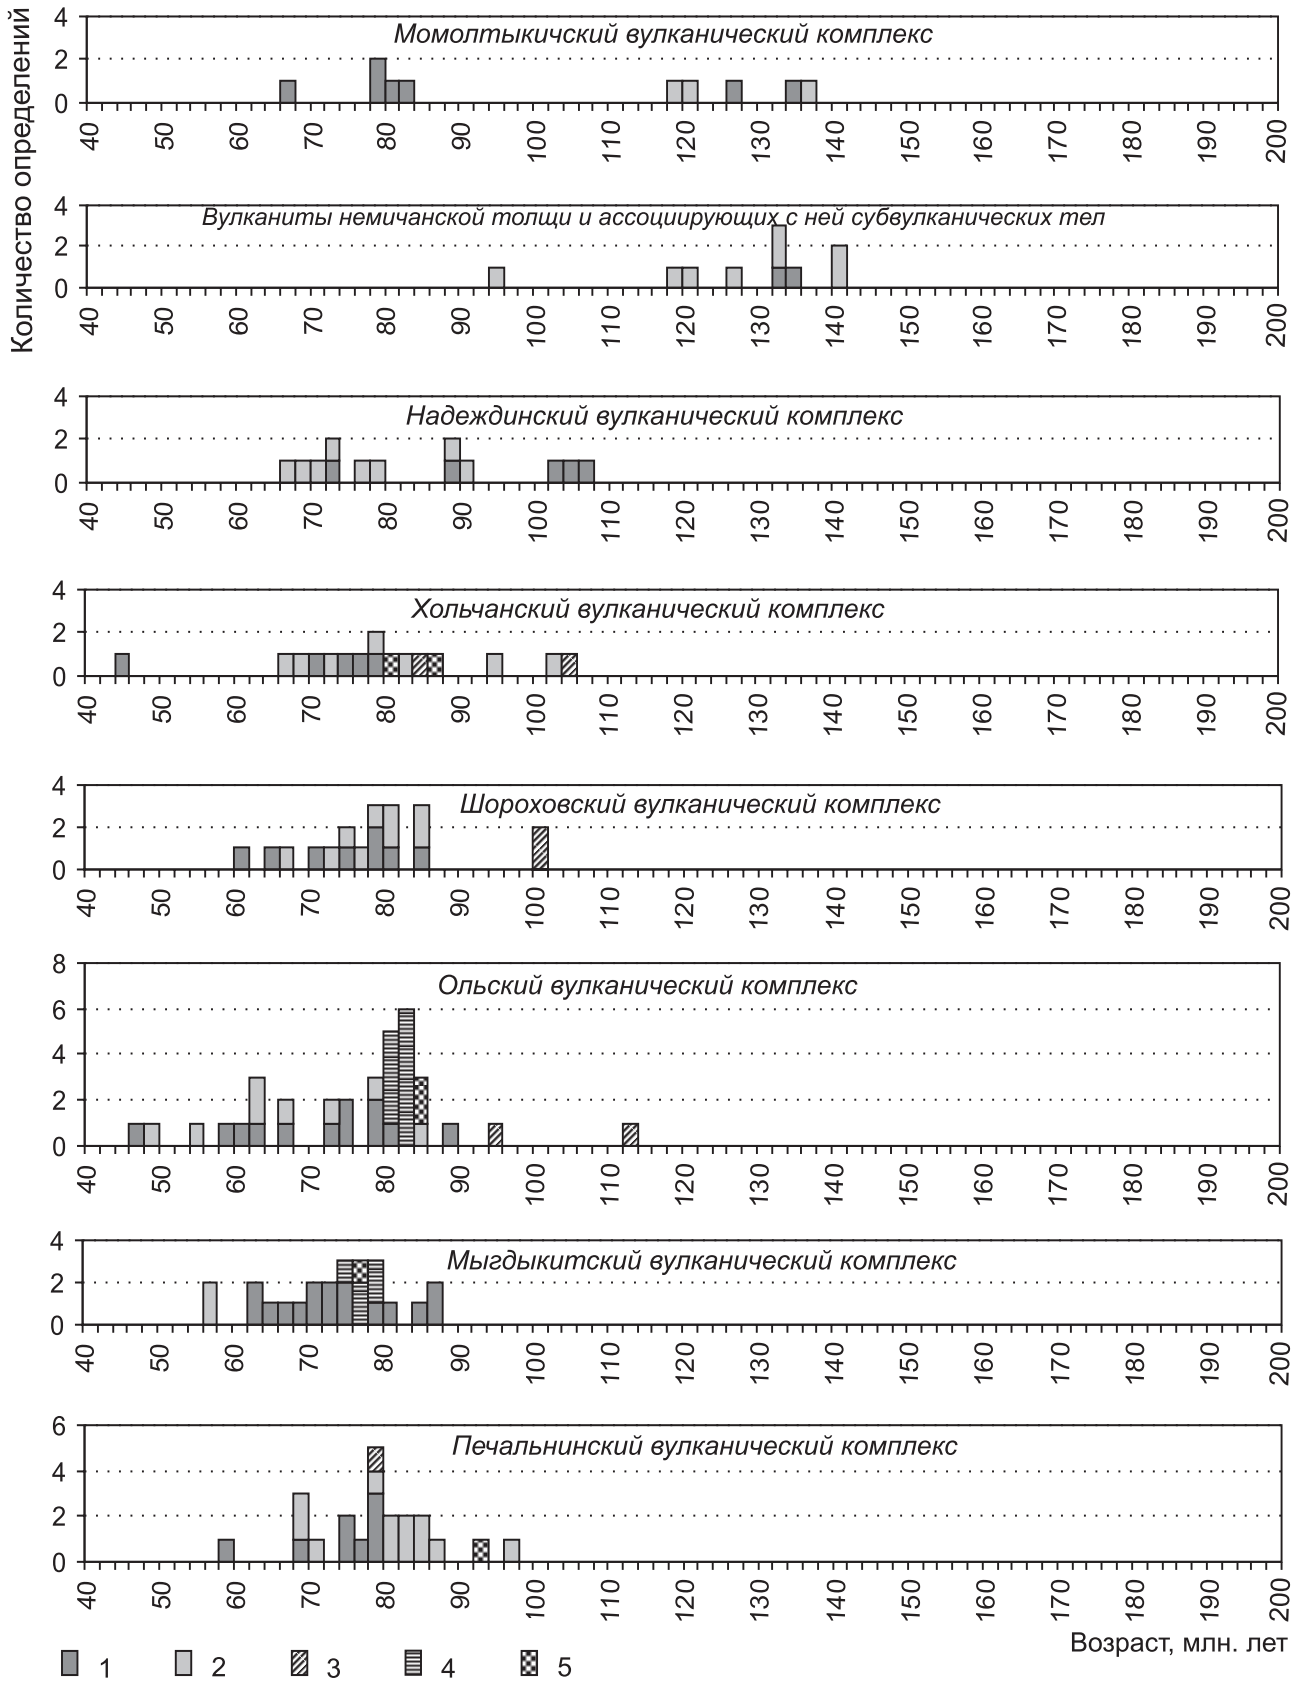 Количество определений
4
Момолтыкичский вулканический комплекс
2
0
40 50 60 70 80 90 100 110 120 130 140 150 160 170 180 190 200
4
Вулканиты немичанской толщи и ассоциирующих с ней субвулканических тел
2
0
40 50 60 70 80 90 100 110 120 130 140 150 160 170 180 190 200
4
Надеждинский вулканический комплекс
2
0
40 50 60 70 80 90 100 110 120 130 140 150 160 170 180 190 200
4
Хольчанский вулканический комплекс
2
0
40 50 60 70 80 90 100 110 120 130 140 150 160 170 180 190 200
4
Шороховский вулканический комплекс
2
0
40 50 60 70 80 90 100 110 120 130 140 150 160 170 180 190 200
8
Ольский вулканический комплекс
6
4
2
0
40 50 60 70 80 90 100 110 120 130 140 150 160 170 180 190 200
4
Мыгдыкитский вулканический комплекс
2
0
40 50 60 70 80 90 100 110 120 130 140 150 160 170 180 190 200
6
Печальнинский вулканический комплекс
4
2
0
40 50 60 70 80 90 100 110 120 130 140 150 160 170 180 190 200
Возраст, млн. лет
1 2 3 4 5